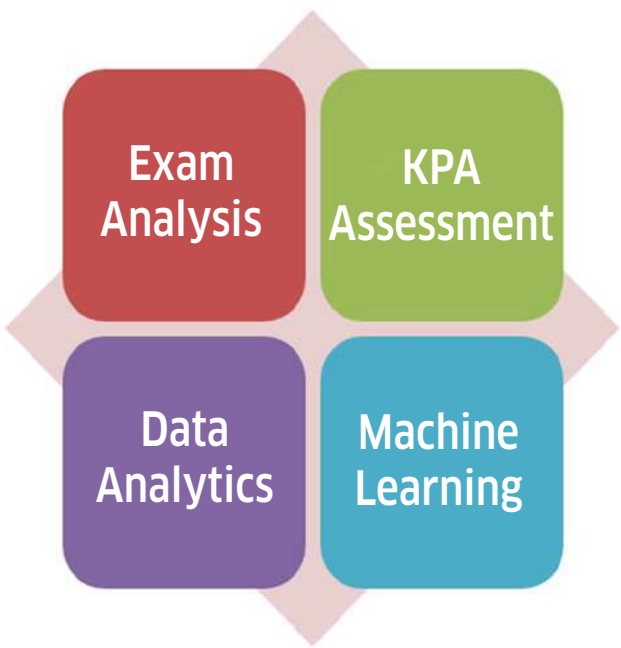 Exam
Analysis
KPA
Assessment
Data
Analytics
Machine
Learning